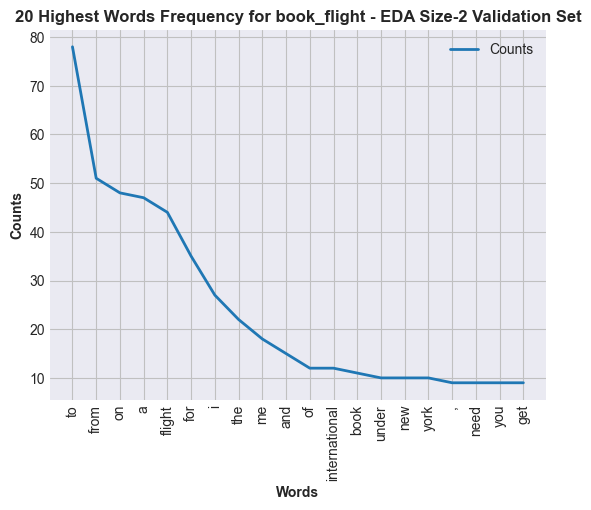 20 Highest Words Frequency for book_flight - EDA Size-2 Validation Set
Counts
80
70
60
50
40
30
20
10
Counts
to
from
on
a
flight
for
i
the
me
and
of
international
book
under
new
york
,
need
you
get
Words